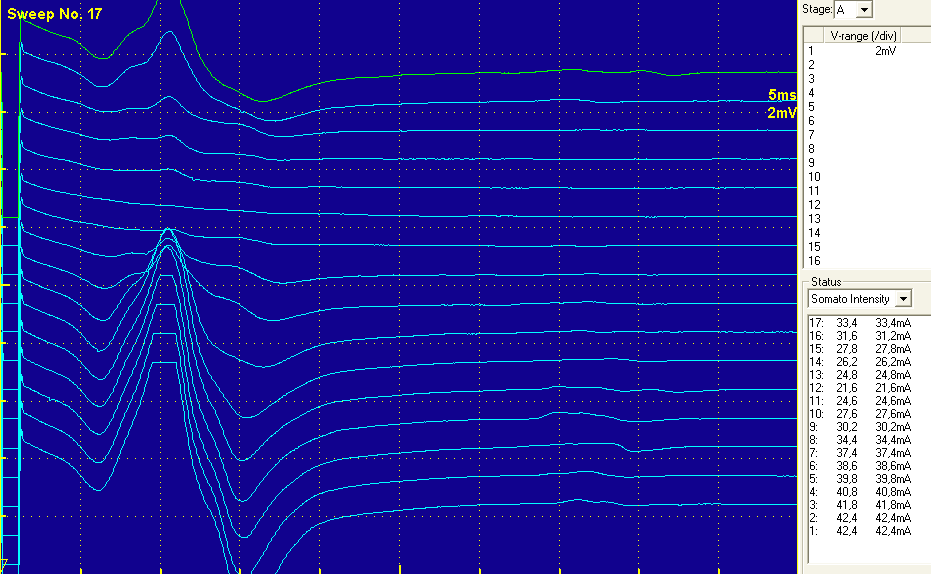 Sweep No. 17
5ms
2mV
7
Stage: A
V-range (/div)
1 2mV
2
3
4
5
6
7
8
9
10
11
12
13
14
15
16
Status
Somato Intensity
17: 33,4 33,4mA
16: 31,6 31,2mA
15: 27,8 27,8mA
14: 26,2 26,2mA
13: 24,8 24,8mA
12: 21,6 21,6mA
11: 24,6 24,6mA
10: 27,6 27,6mA
9: 30,2 30,2mA
8: 34,4 34,4mA
7: 37,4 37,4mA
6: 38,6 38,6mA
5: 39,8 39,8mA
4: 40,8 40,8mA
3: 41,8 41,8mA
2: 42,4 42,4mA
1: 42,4 42,4mA